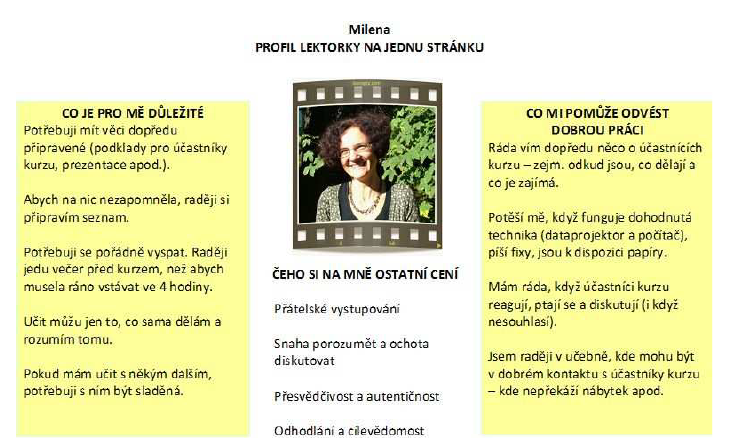 Milena
PROFIL LEKTORKY NA JEDNU STRÁNKU
CO JE PRO MĚ DŮLEŽITÉ
Potřebuji mít věci dopředu
připravené (podklady pro účastníky
kurzu, prezentace apod.).
Abych na nic nezapomněla, raději si
připravím seznam.
Potřebuji se pořádně vyspat. Raději
jedu večer před kurzem, než abych
musela ráno vstávat ve 4 hodiny.
Učit můžu jen to, co sama dělám a
rozumím tomu.
Pokud mám učit s někým dalším,
potřebuji s ním být sladěná.
ČEHO SI NA MNĚ OSTATNÍ CENÍ
Přátelské vystupování
Snaha porozumět a ochota
diskutovat
Přesvědčivost a autentičnost
Odhodlání a cílevědomost
CO MI POMŮŽE ODVÉST
DOBROU PRÁCI
Ráda vím dopředu něco o účastnících
kurzu – zejm. odkud jsou, co dělají a
co je zajímá.
Potěší mě, když funguje dohodnutá
technika (dataprojektor a počítač),
píší fixy, jsou k dispozici papíry.
Mám ráda, když účastníci kurzu
reagují, ptají se a diskutují (i když
nesouhlasí).
Jsem raději v učebně, kde mohu být
v dobrém kontaktu s účastníky kurzu
– kde nepřekáží nábytek apod.